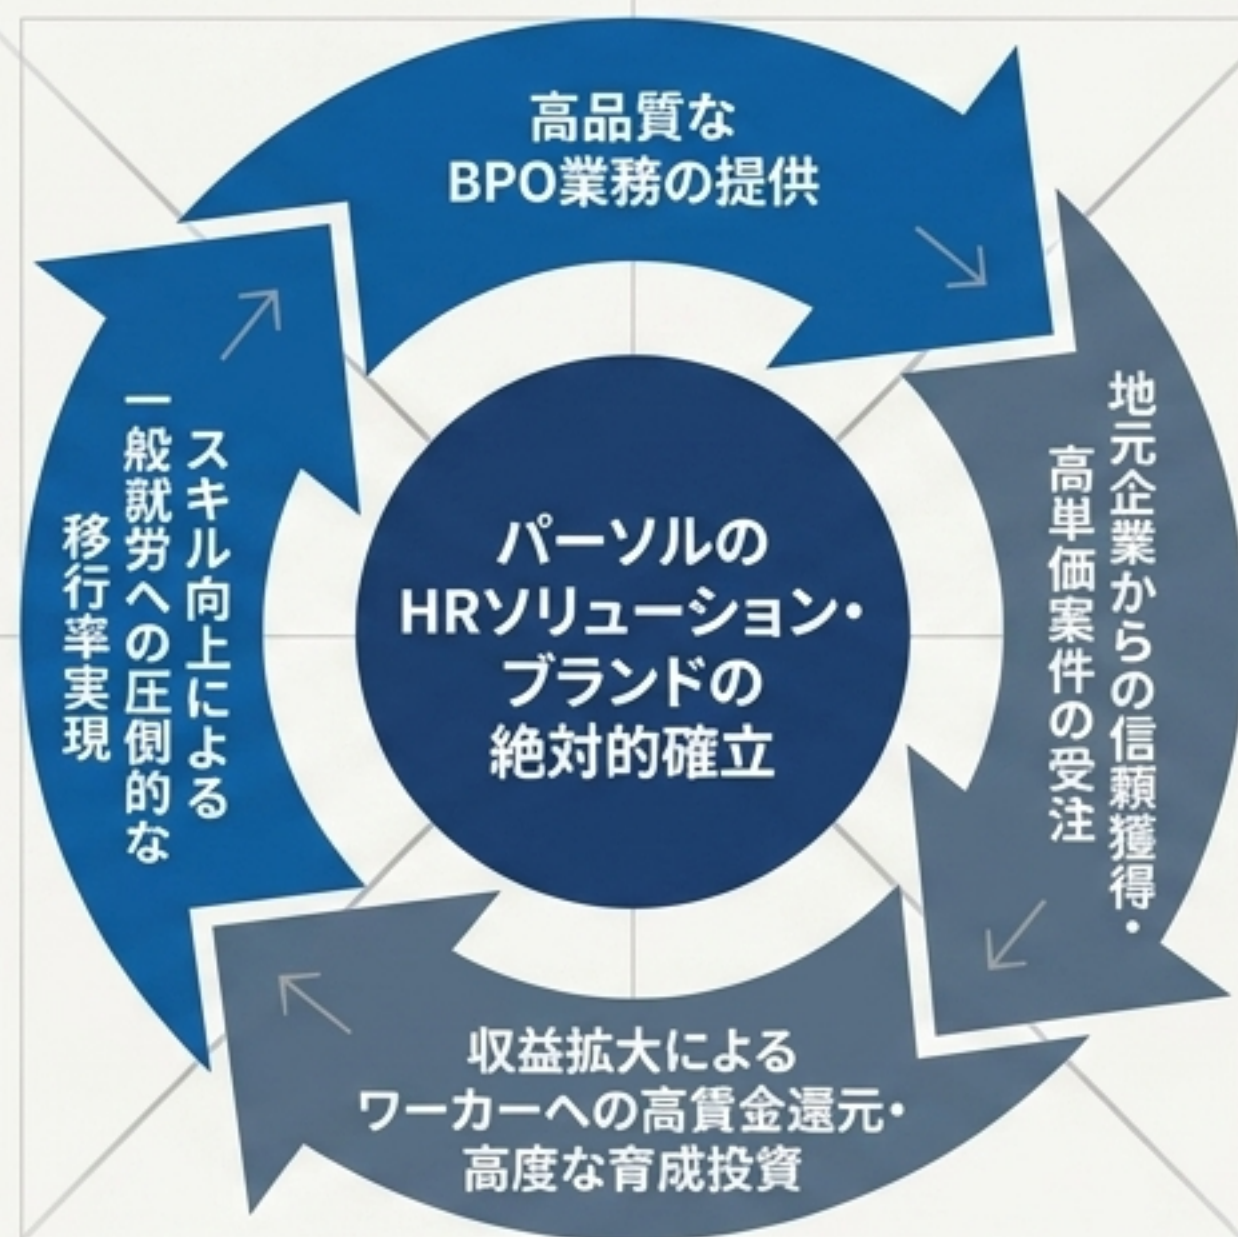 高品質な
BPO業務の提供
地元企業からの信頼獲得・
高単価案件の受注
収益拡大による
ワーカーへの高賃金還元・
高度な育成投資
スキル向上による
一般就労への圧倒的な
移行率実現
パーソルの
HRソリューション・
ブランドの
絶対的確立